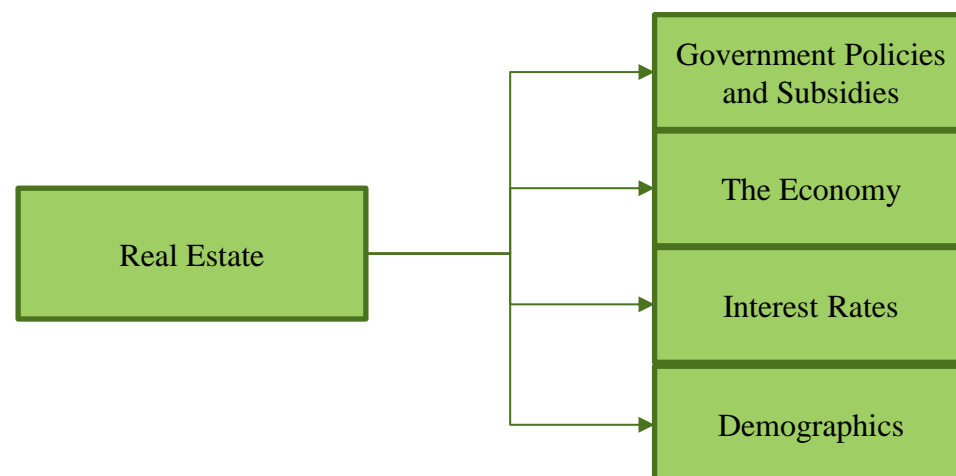 Real Estate
Government Policies
and Subsidies
The Economy
Interest Rates
Demographics